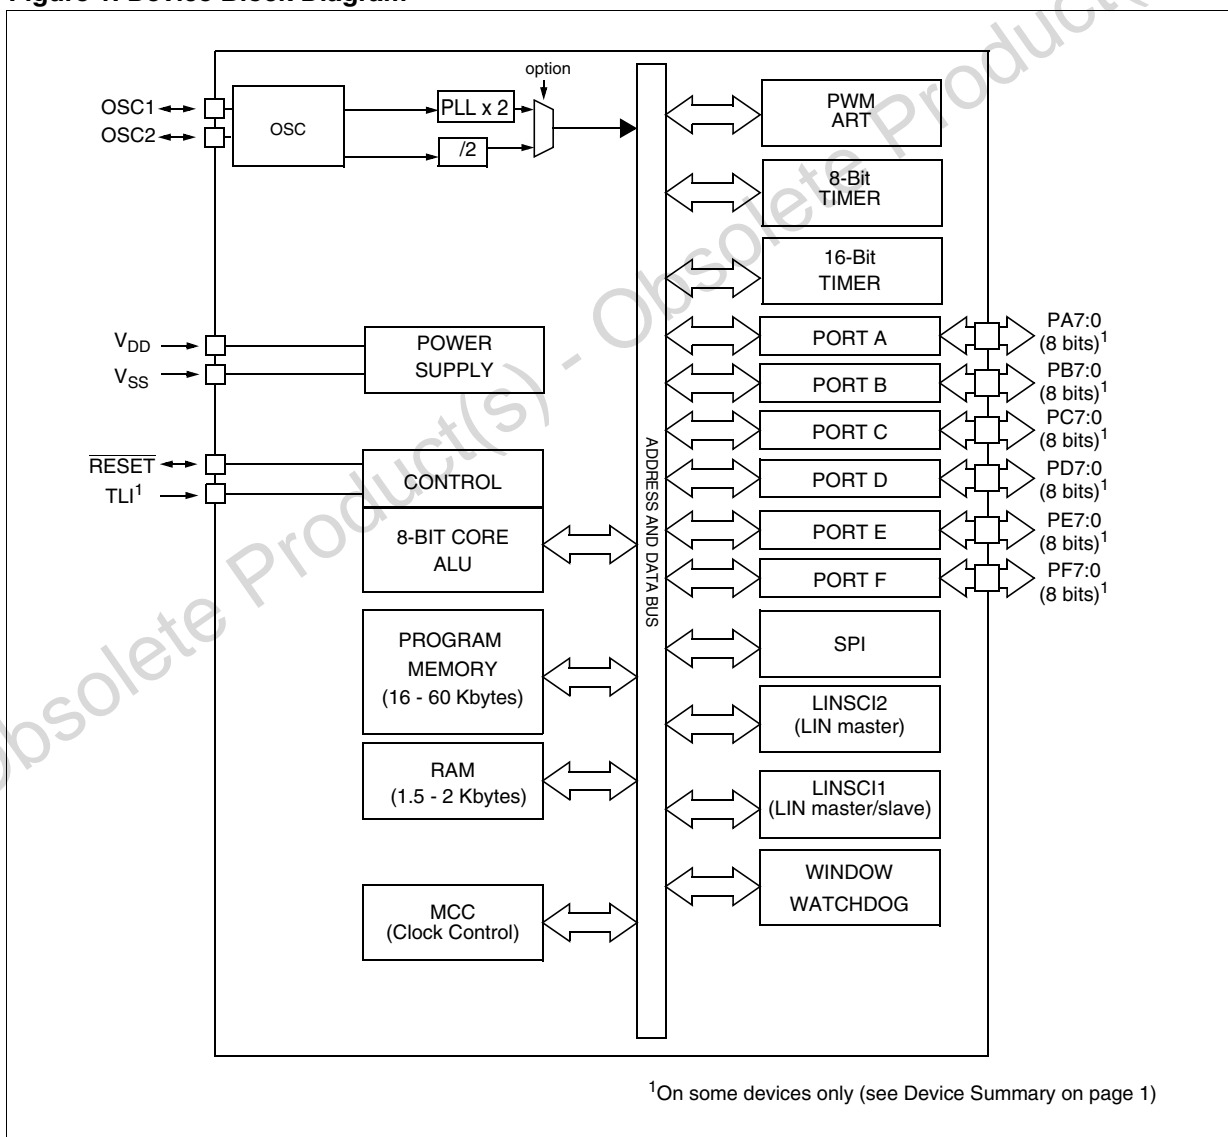 Figure 1. Device Block Diagram
option
OSC1
OSC2
OSC
PLL x 2
/2
PWM
ART
8-Bit
TIMER
16-Bit
TIMER
V_DD
V_SS
POWER
SUPPLY
PORT A
PA7:0
(8 bits)¹
PORT B
PB7:0
(8 bits)¹
PORT C
PC7:0
(8 bits)¹
RESET
TLI¹
CONTROL
8-BIT CORE
ALU
ADDRESS AND DATA BUS
PORT D
PD7:0
(8 bits)¹
PORT E
PE7:0
(8 bits)¹
PORT F
PF7:0
(8 bits)¹
PROGRAM
MEMORY
(16 - 60 Kbytes)
SPI
LINSCI2
(LIN master)
RAM
(1.5 - 2 Kbytes)
LINSCI1
(LIN master/slave)
WINDOW
WATCHDOG
MCC
(Clock Control)
¹On some devices only (see Device Summary on page 1)
Obsolete Product(s) - Obsolete Product(